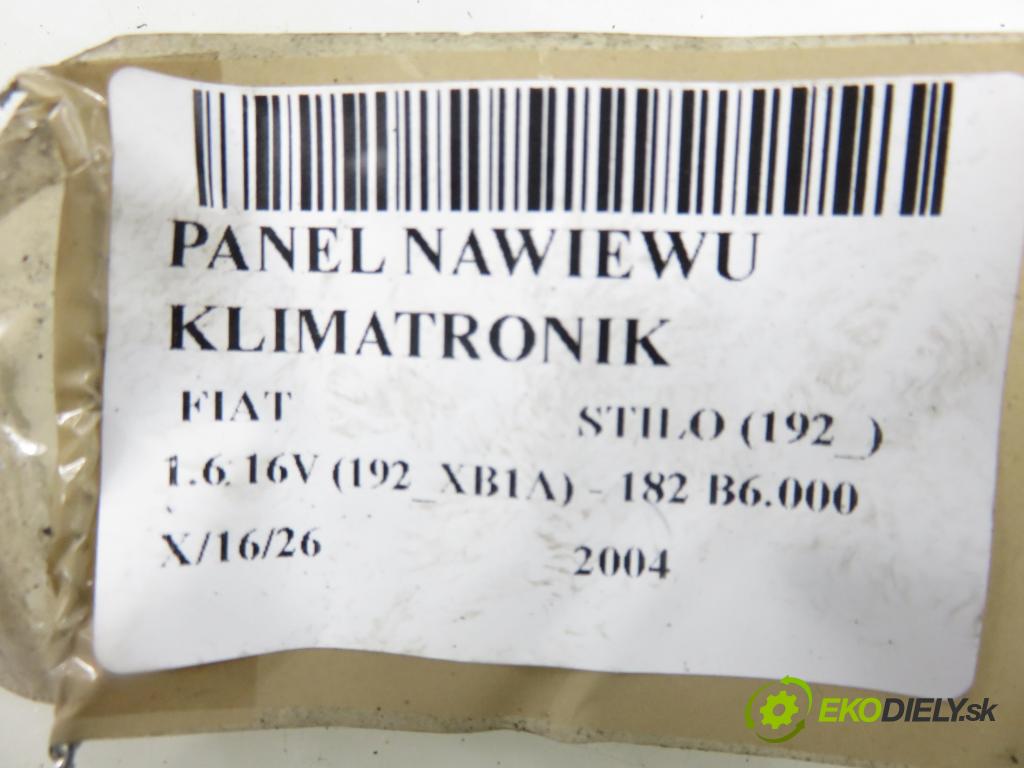 PANEL NAWIEWU
KLIMATRONIK
FIAT STILO (192_)
1.6 16V (192_XB1A) - 182 B6.000
X/16/26 2004
EKODIELY.sk